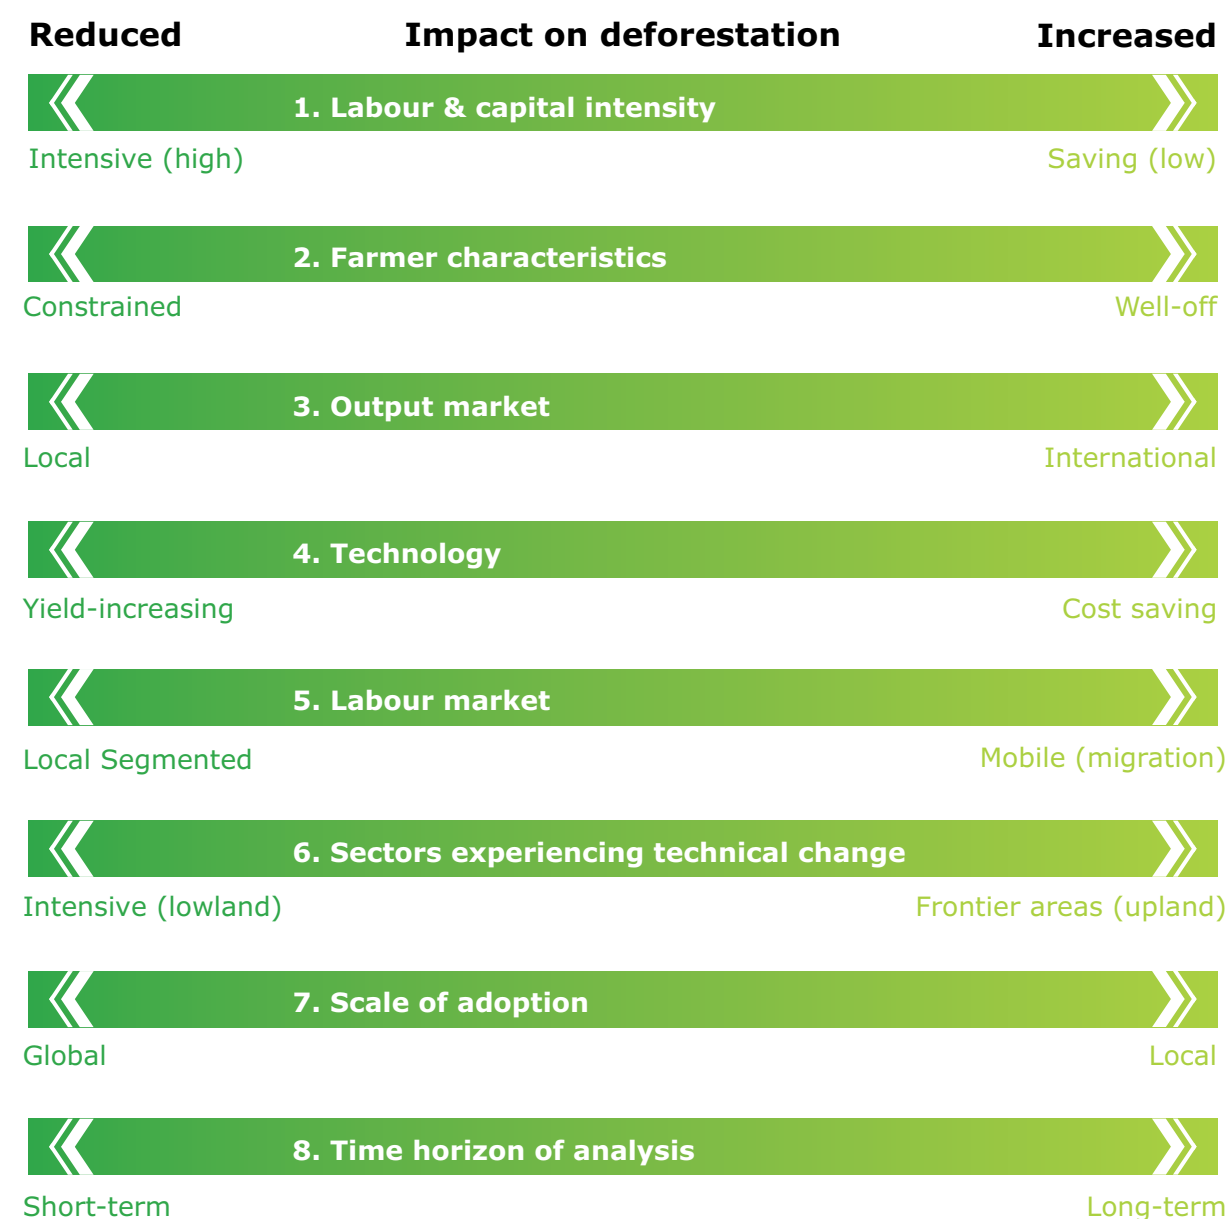 Reduced Impact on deforestation Increased
1. Labour & capital intensity
Intensive (high) Saving (low)
2. Farmer characteristics
Constrained Well-off
3. Output market
Local International
4. Technology
Yield-increasing Cost saving
5. Labour market
Local Segmented Mobile (migration)
6. Sectors experiencing technical change
Intensive (lowland) Frontier areas (upland)
7. Scale of adoption
Global Local
8. Time horizon of analysis
Short-term Long-term